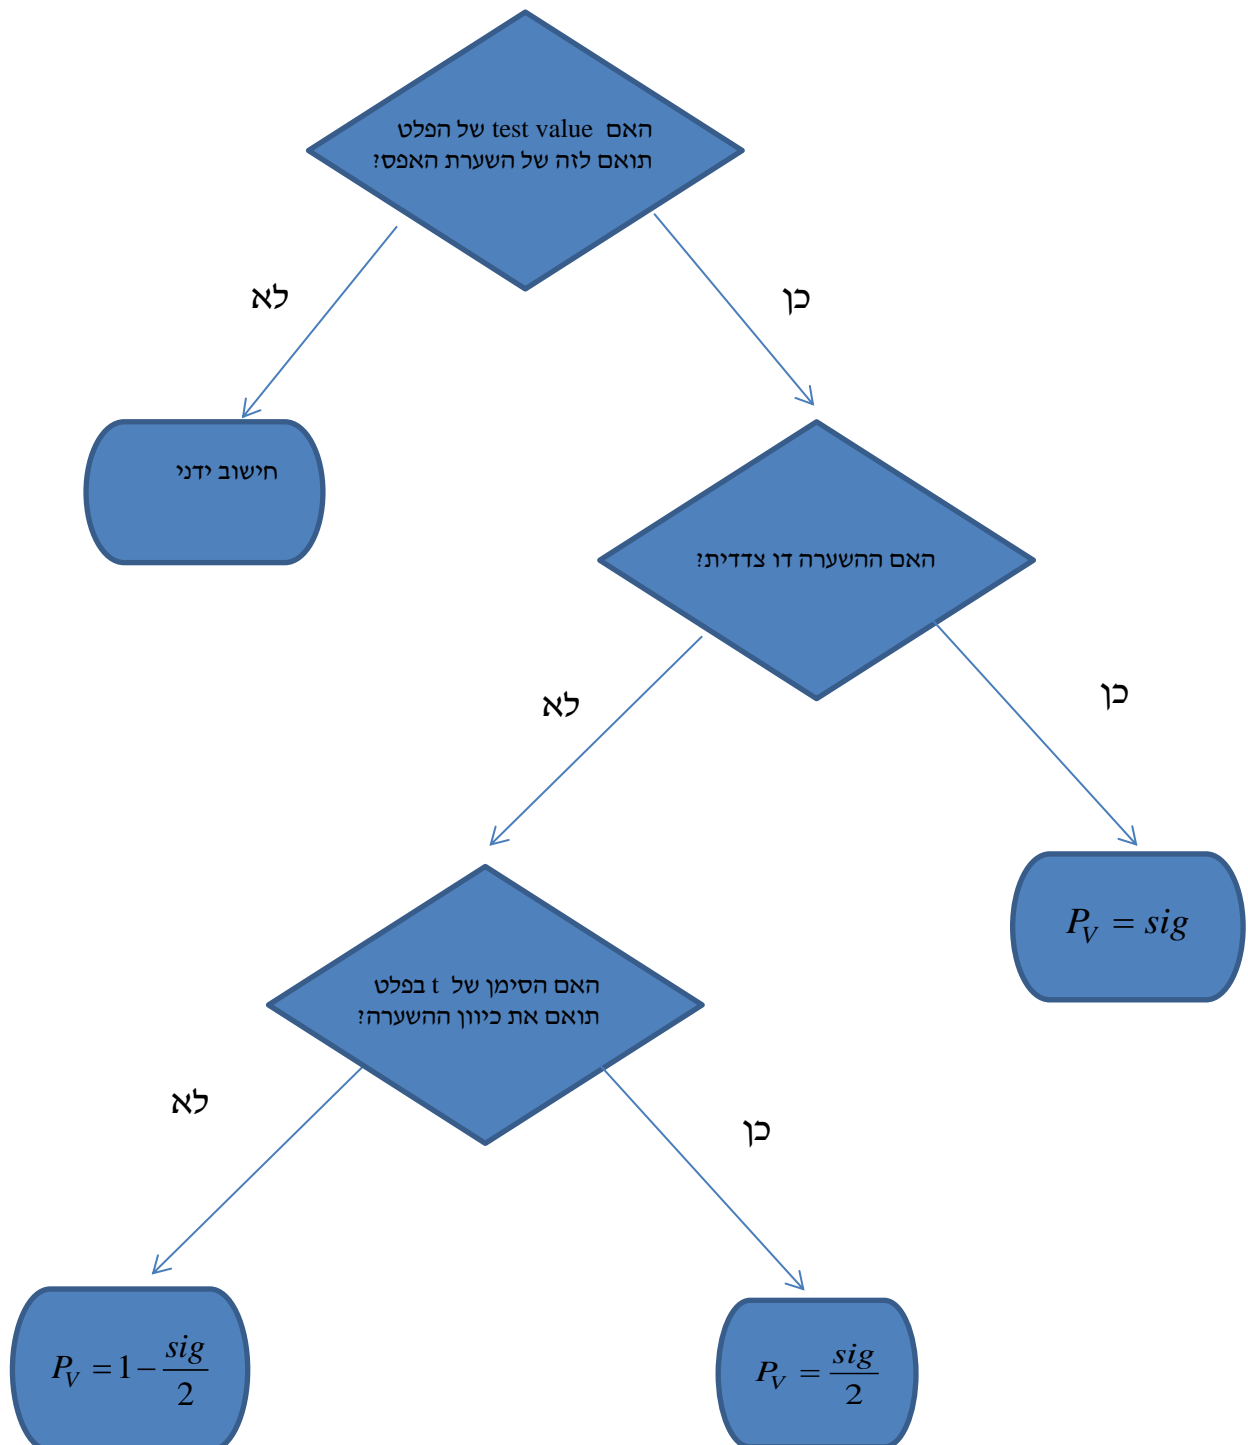 האם test value של הפלט
תואם לזה של השערת האפס?
לא
כן
חישוב ידני
האם ההשערה דו צדדית?
לא
כן
P_V = sig
האם הסימן של t בפלט
תואם את כיוון ההשערה?
לא
כן
P_V = 1 − sig/2
P_V = sig/2